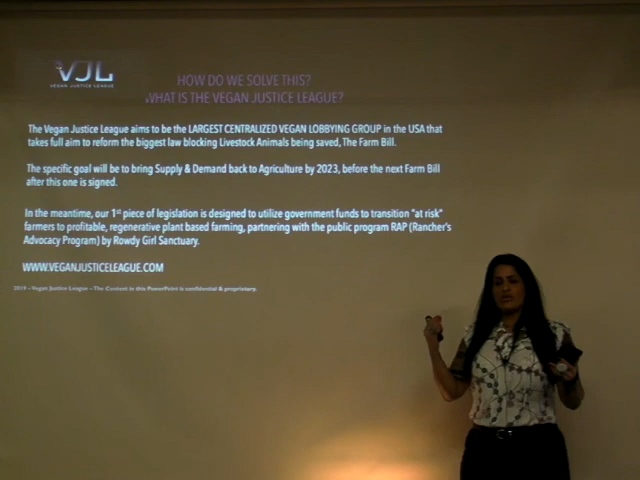 VJL
VEGAN JUSTICE LEAGUE
HOW DO WE SOLVE THIS?
WHAT IS THE VEGAN JUSTICE LEAGUE?
The Vegan Justice League aims to be the LARGEST CENTRALIZED VEGAN LOBBYING GROUP in the USA that
takes full aim to reform the biggest law blocking Livestock Animals being saved, The Farm Bill.
The specific goal will be to bring Supply & Demand back to Agriculture by 2023, before the next Farm Bill
after this one is signed.
In the meantime, our 1st piece of legislation is designed to utilize government funds to transition "at risk"
farmers to profitable, regenerative plant based farming, partnering with the public program RAP (Rancher's
Advocacy Program) by Rowdy Girl Sanctuary.
WWW.VEGANJUSTICELEAGUE.COM
2019 – Vegan Justice League – The Content in this PowerPoint is confidential & proprietary.